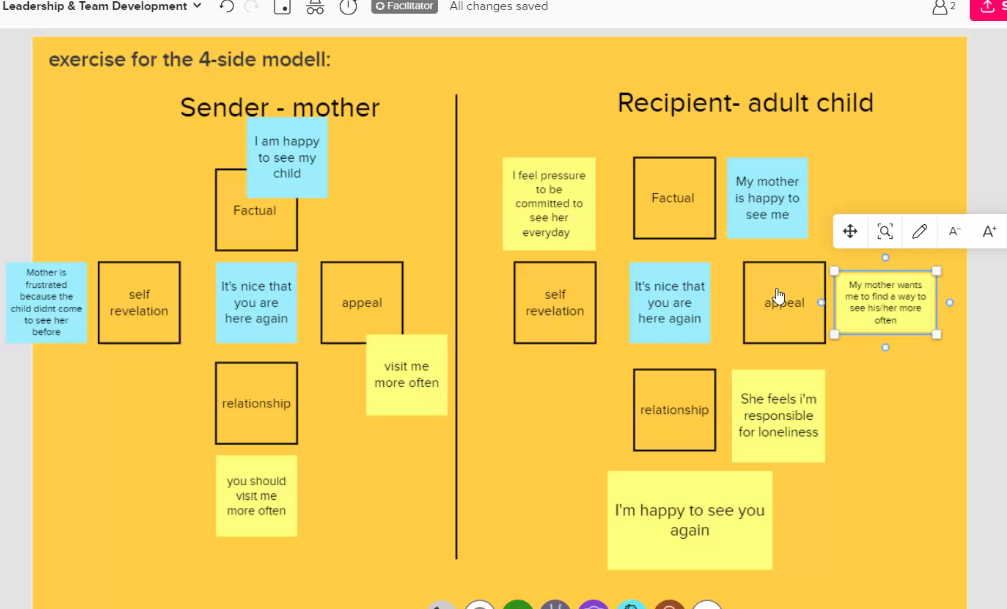 Leadership & Team Development
Facilitator
All changes saved
2
exercise for the 4-side modell:
Sender - mother
I am happy
to see my
child
Factual
Mother is
frustrated
because the
child didnt come
to see her
before
self
revelation
It's nice that
you are
here again
appeal
visit me
more often
relationship
you should
visit me
more often
Recipient- adult child
I feel pressure
to be
committed to
see her
everyday
Factual
My mother
is happy to
see me
A-
A+
self
revelation
It's nice that
you are
here again
appeal
My mother wants
me to find a way to
see his/her more
often
relationship
She feels i'm
responsible
for loneliness
I'm happy to see you
again